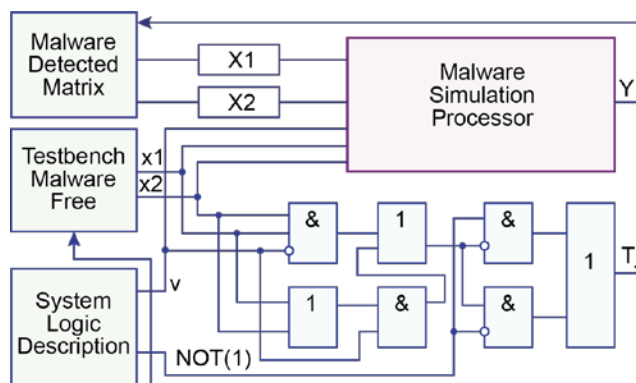 Malware
Detected
Matrix
X1
X2
Malware
Simulation
Processor
Y
Testbench
Malware
Free
x1
x2
&
1
&
1
&
1
&
T_
System
Logic
Description
v
NOT(1)